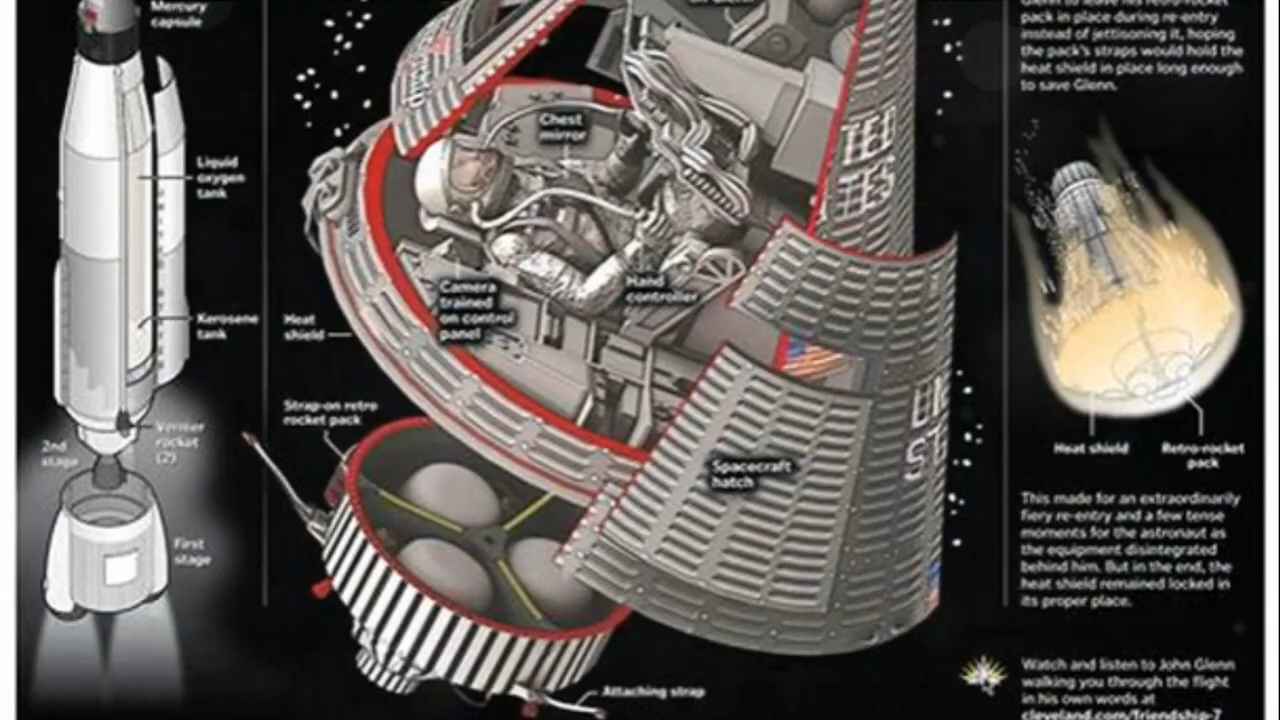 Mercury
capsule
Liquid
oxygen
tank
Kerosene
tank
Vernier
rocket
(2)
2nd
stage
First
stage
Chest
mirror
Camera
trained
on control
panel
Hand
controller
Heat
shield
Strap-on retro
rocket pack
Spacecraft
hatch
Attaching strap
Glenn to leave his retro-rocket
pack in place during re-entry
instead of jettisoning it, hoping
the pack's straps would hold the
heat shield in place long enough
to save Glenn.
Heat shield
Retro-rocket
pack
This made for an extraordinarily
fiery re-entry and a few tense
moments for the astronaut as
the equipment disintegrated
behind him. But in the end, the
heat shield remained locked in
its proper place.
Watch and listen to John Glenn
walking you through the flight
in his own words at
cleveland.com/friendship-7